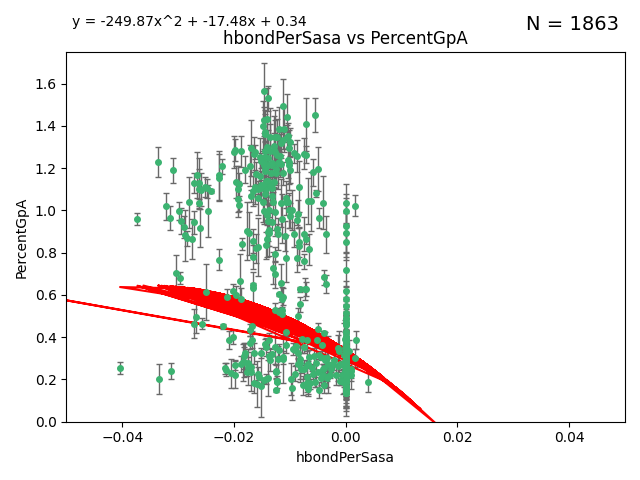 y = -249.87x^2 + -17.48x + 0.34
N = 1863
hbondPerSasa vs PercentGpA
PercentGpA
1.6
1.4
1.2
1.0
0.8
0.6
0.4
0.2
0.0
−0.04
−0.02
0.00
0.02
0.04
hbondPerSasa